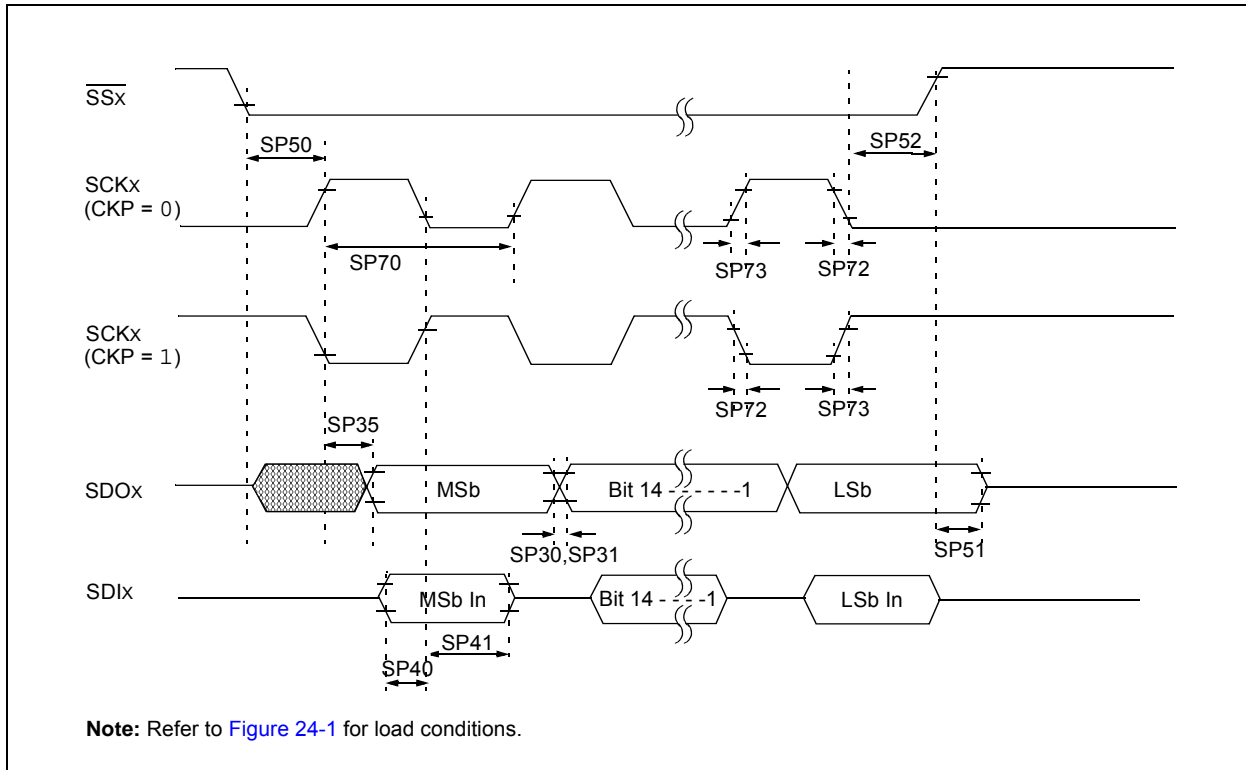 SSx
SP50
SP52
SCKx
(CKP = 0)
SP70
SP73
SP72
SCKx
(CKP = 1)
SP72
SP73
SP35
SDOx
MSb
Bit 14 - - - - - -1
LSb
SP30,SP31
SP51
SDIx
MSb In
Bit 14 - - - -1
LSb In
SP41
SP40
Note: Refer to Figure 24-1 for load conditions.